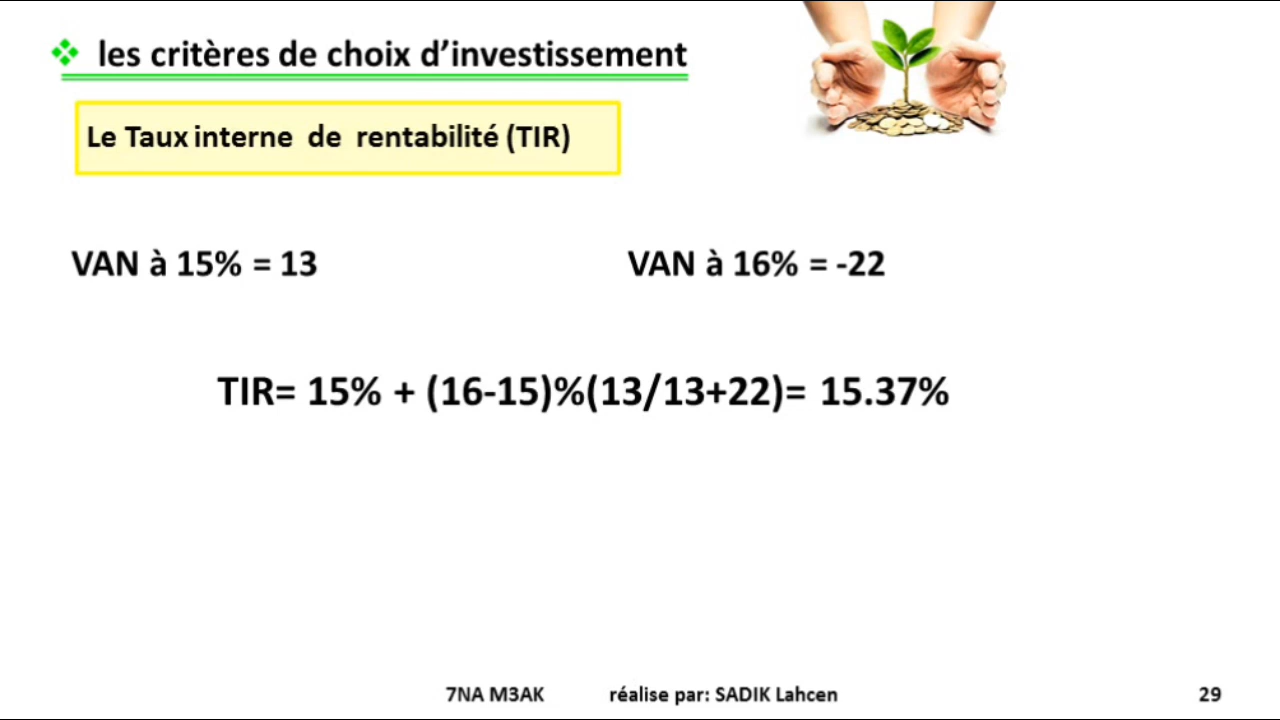 les critères de choix d’investissement
Le Taux interne de rentabilité (TIR)
VAN à 15% = 13 VAN à 16% = -22
TIR= 15% + (16-15)%(13/13+22)= 15.37%
7NA M3AK réalise par: SADIK Lahcen 29